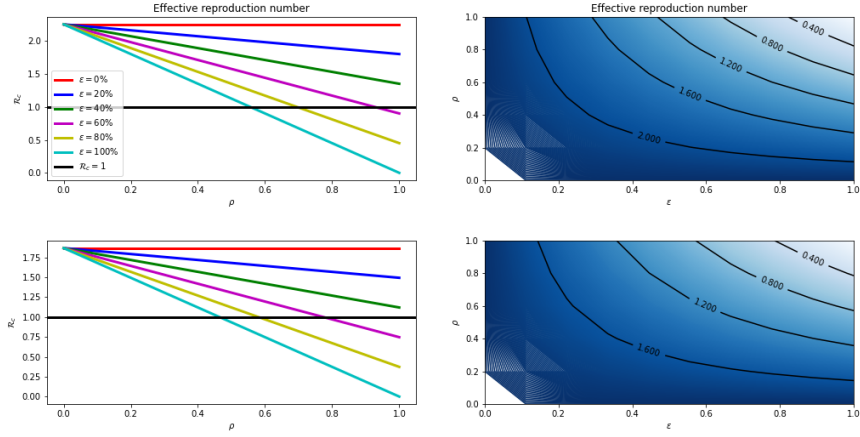 Effective reproduction number
2.0
1.5
1.0
0.5
0.0
ℛc
ε = 0%
ε = 20%
ε = 40%
ε = 60%
ε = 80%
ε = 100%
ℛc = 1
0.0 0.2 0.4 0.6 0.8 1.0
ρ
Effective reproduction number
1.0
0.8
0.6
0.4
0.2
0.0
ρ
0.400
0.800
1.200
1.600
2.000
0.0 0.2 0.4 0.6 0.8 1.0
ε
1.75
1.50
1.25
1.00
0.75
0.50
0.25
0.00
ℛc
0.0 0.2 0.4 0.6 0.8 1.0
ρ
Effective reproduction number
1.0
0.8
0.6
0.4
0.2
0.0
ρ
0.400
0.800
1.200
1.600
0.0 0.2 0.4 0.6 0.8 1.0
ε